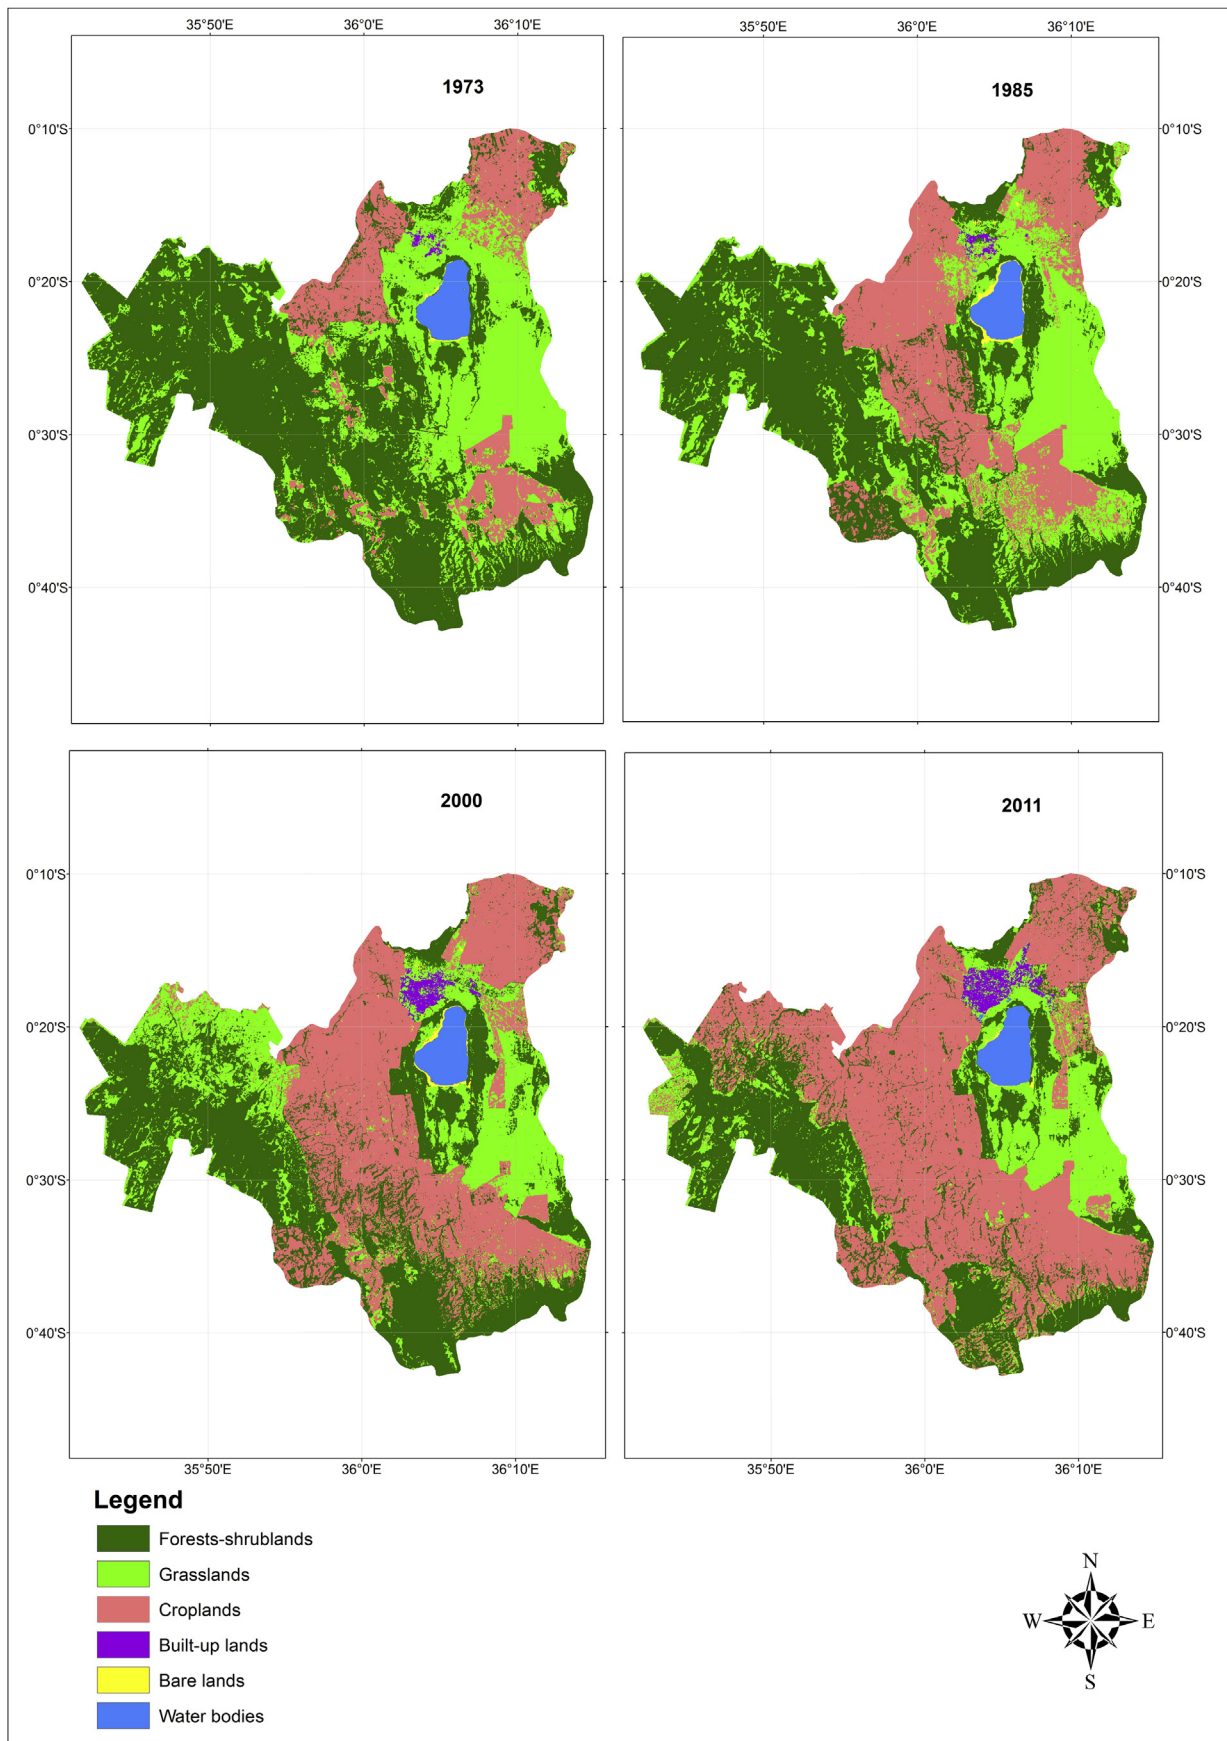 35°50'E 36°0'E 36°10'E 35°50'E 36°0'E 36°10'E
1973 1985
0°10'S 0°10'S
0°20'S 0°20'S
0°30'S 0°30'S
0°40'S 0°40'S
2000 2011
0°10'S 0°10'S
0°20'S 0°20'S
0°30'S 0°30'S
0°40'S 0°40'S
35°50'E 36°0'E 36°10'E 35°50'E 36°0'E 36°10'E
Legend
Forests-shrublands
Grasslands
Croplands
Built-up lands
Bare lands
Water bodies
N
W E
S